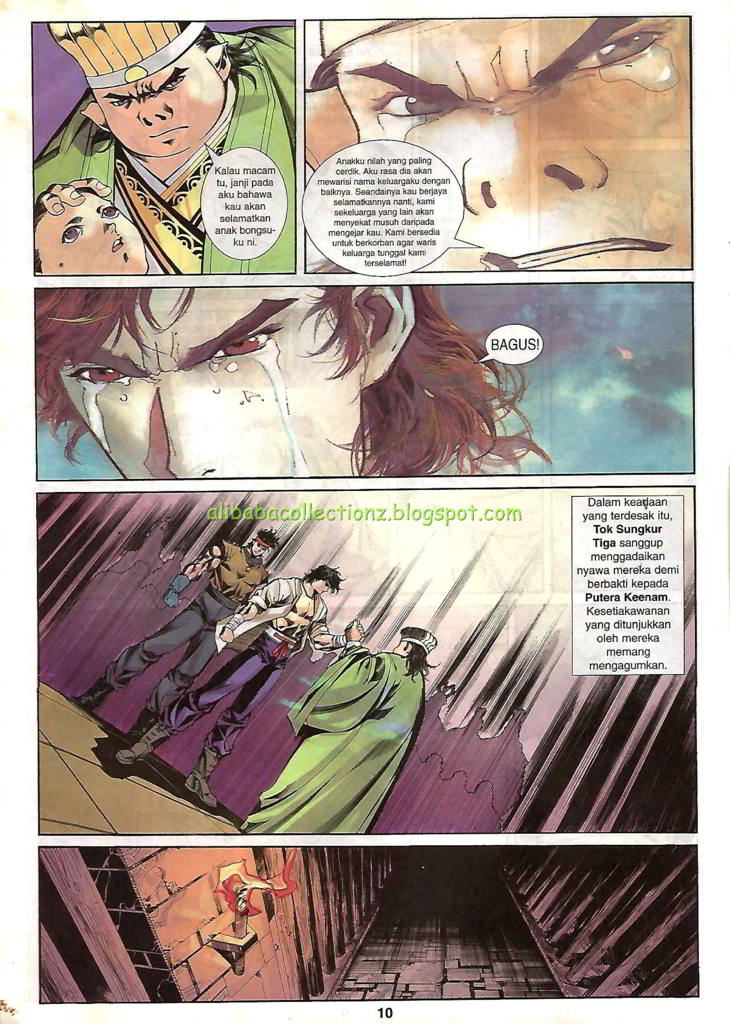 Kalau macam
tu, janji pada
aku bahawa
kau akan
selamatkan
anak bongsu-
ku ni.
Anakku nilah yang paling
cerdik. Aku rasa dia akan
mewarisi nama keluargaku dengan
baiknya. Seandainya kau berjaya
selamatkannya nanti, kami
sekeluarga yang lain akan
menyekat musuh daripada
mengejar kau. Kami bersedia
untuk berkorban agar waris
keluarga tunggal kami
terselamat!
BAGUS!
alibabacollectionz.blogspot.com
Dalam keadaan
yang terdesak itu,
Tok Sungkur
Tiga sanggup
menggadaikan
nyawa mereka demi
berbakti kepada
Putera Keenam.
Kesetiakawanan
yang ditunjukkan
oleh mereka
memang
mengagumkan.
10